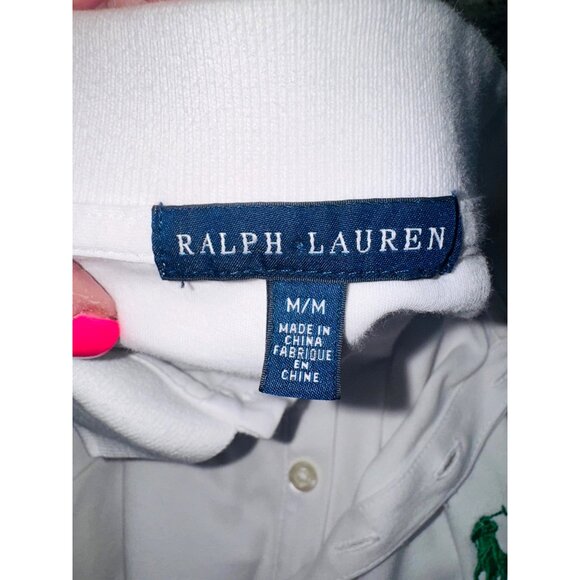 RALPH LAUREN
M/M
MADE IN
CHINA
FABRIQUE
EN
CHINE